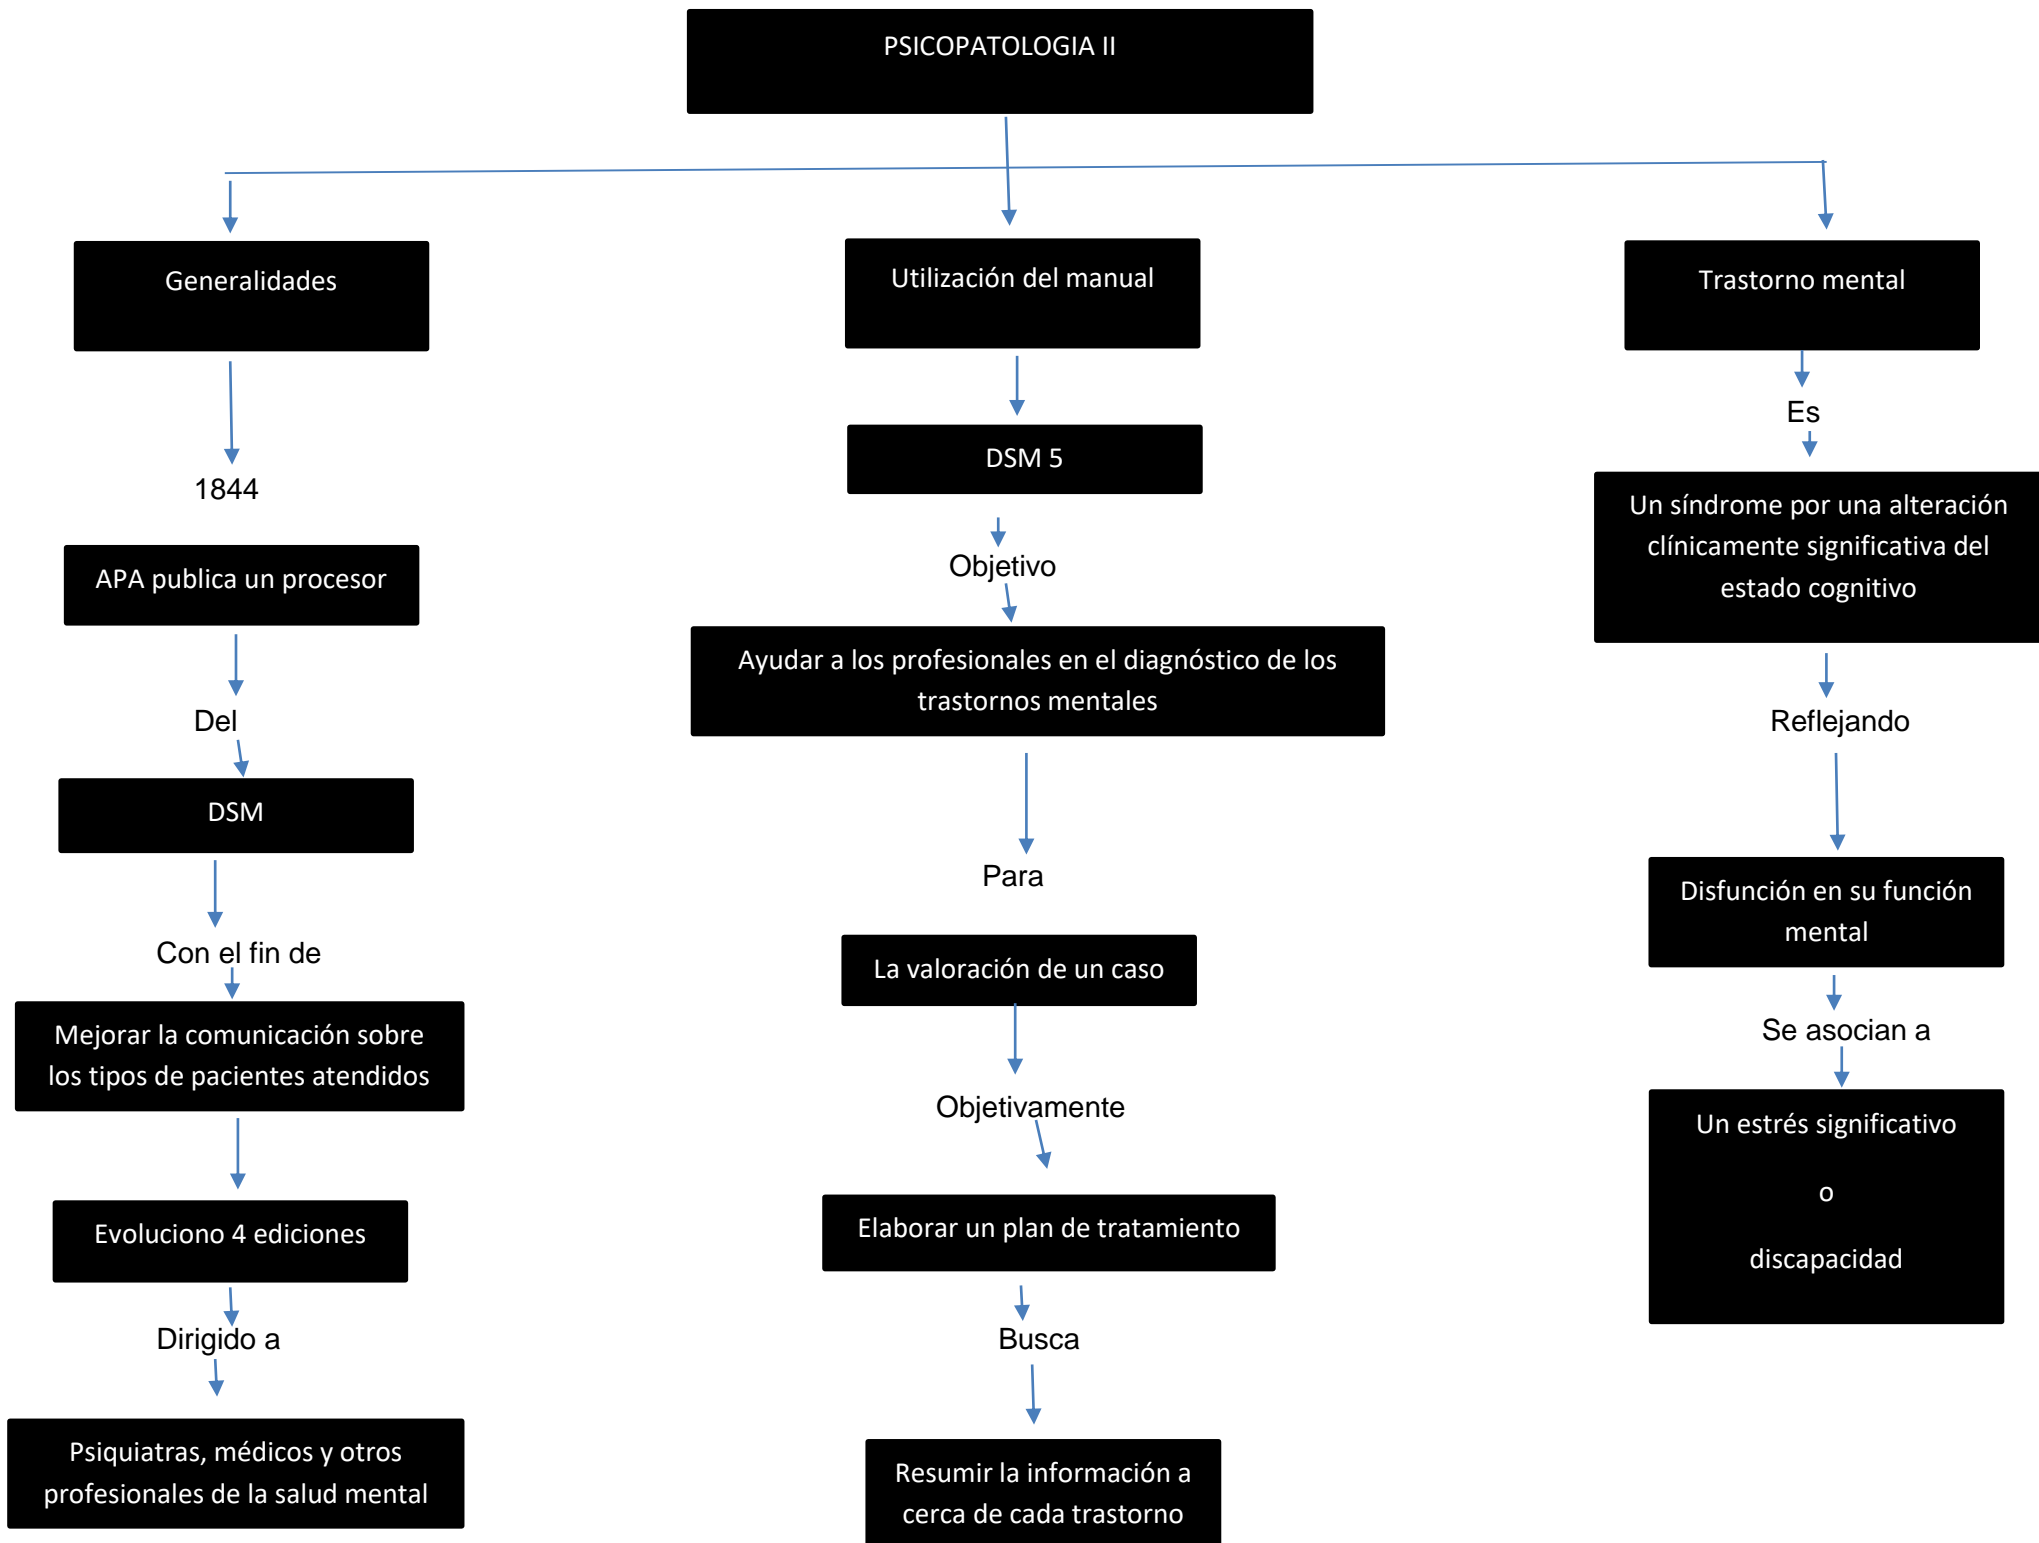 PSICOPATOLOGIA II
Generalidades
1844
APA publica un procesor
Del
DSM
Con el fin de
Mejorar la comunicación sobre
los tipos de pacientes atendidos
Evoluciono 4 ediciones
Dirigido a
Psiquiatras, médicos y otros
profesionales de la salud mental
Utilización del manual
DSM 5
Objetivo
Ayudar a los profesionales en el diagnóstico de los
trastornos mentales
Para
La valoración de un caso
Objetivamente
Elaborar un plan de tratamiento
Busca
Resumir la información a
cerca de cada trastorno
Trastorno mental
Es
Un síndrome por una alteración
clínicamente significativa del
estado cognitivo
Reflejando
Disfunción en su función
mental
Se asocian a
Un estrés significativo
o
discapacidad